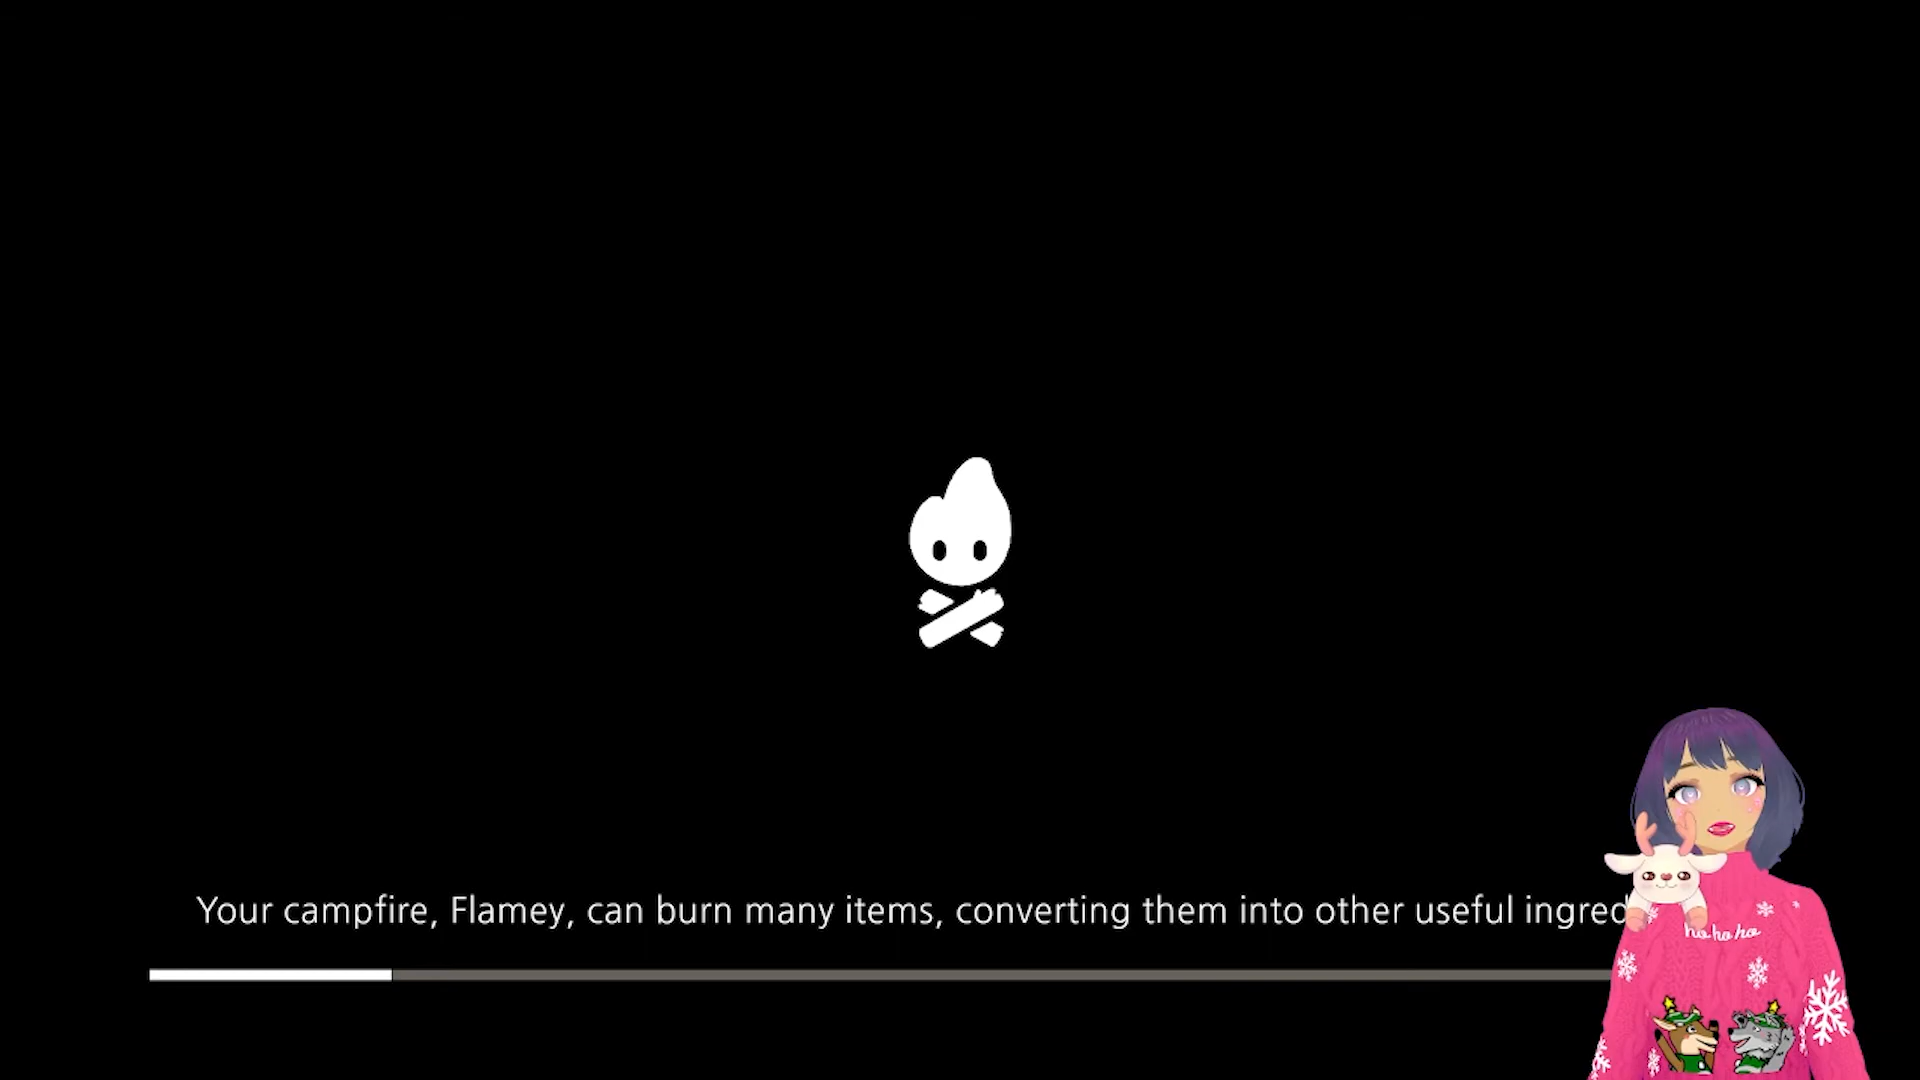 Your campfire, Flamey, can burn many items, converting them into other useful ingred
ho ho ho